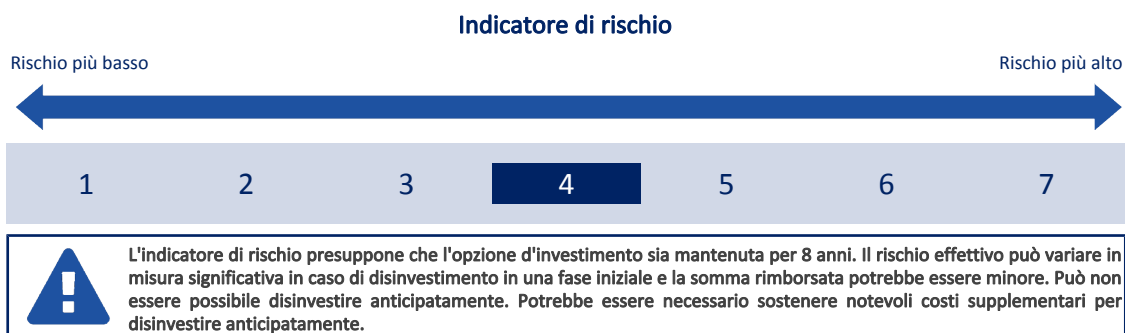 Indicatore di rischio
Rischio più basso
Rischio più alto
1 2 3 4 5 6 7
L'indicatore di rischio presuppone che l'opzione d'investimento sia mantenuta per 8 anni. Il rischio effettivo può variare in
misura significativa in caso di disinvestimento in una fase iniziale e la somma rimborsata potrebbe essere minore. Può non
essere possibile disinvestire anticipatamente. Potrebbe essere necessario sostenere notevoli costi supplementari per
disinvestire anticipatamente.